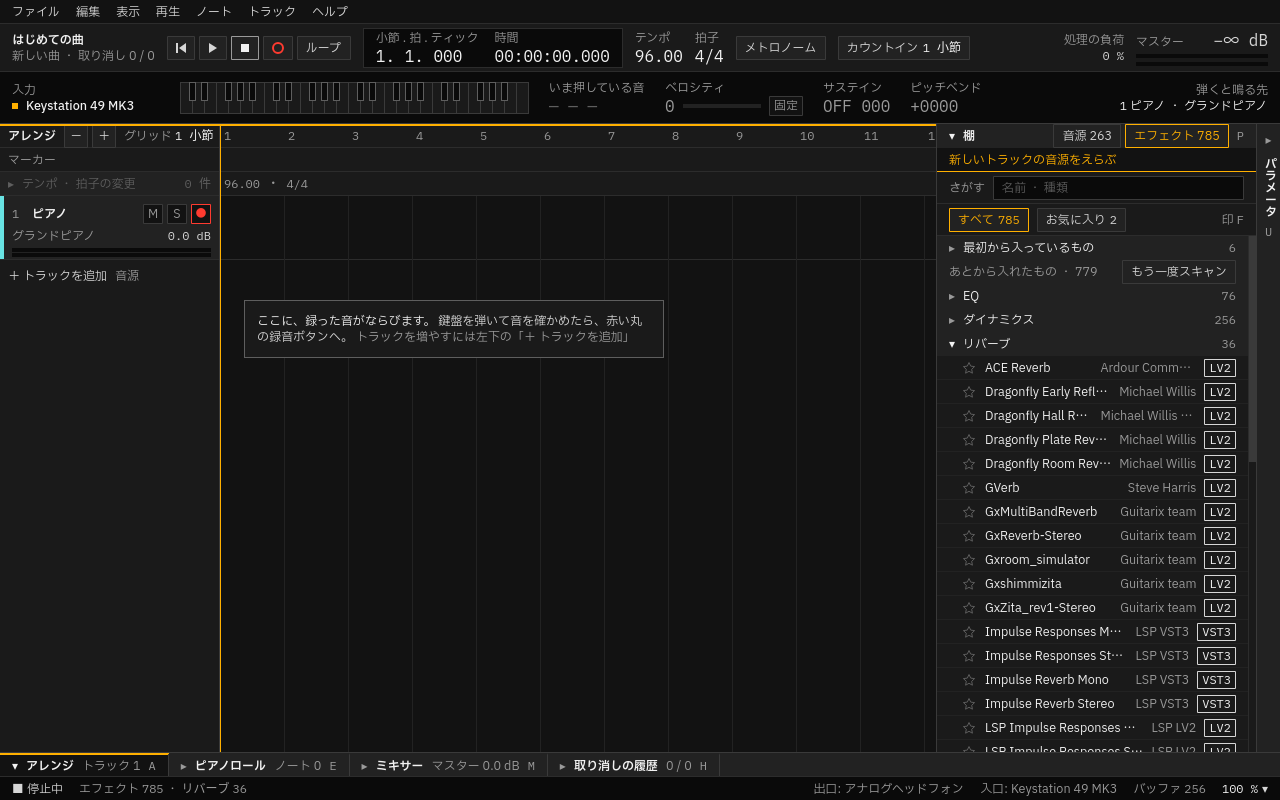 ファイル 編集 表示 再生 ノート トラック ヘルプ
はじめての曲
新しい曲 · 取り消し 0 / 0
ループ
小節 . 拍 . ティック 時間
1. 1. 000 00:00:00.000
テンポ 拍子
96.00 4/4
メトロノーム
カウントイン 1 小節
処理の負荷
0 %
マスター −∞ dB
入力
Keystation 49 MK3
いま押している音
— — —
ベロシティ
0 固定
サステイン
OFF 000
ピッチベンド
+0000
弾くと鳴る先
1 ピアノ · グランドピアノ
アレンジ − + グリッド 1 小節
1 2 3 4 5 6 7 8 9 10 11 1
マーカー
▸ テンポ · 拍子の変更 0 件
96.00 · 4/4
1 ピアノ M S
グランドピアノ 0.0 dB
+ トラックを追加 音源
ここに、録った音がならびます。 鍵盤を弾いて音を確かめたら、赤い丸
の録音ボタンへ。 トラックを増やすには左下の「+ トラックを追加」
▾ 棚 音源 263 エフェクト 785 P
新しいトラックの音源をえらぶ
さがす 名前 · 種類
すべて 785 お気に入り 2 印 F
▸ 最初から入っているもの 6
あとから入れたもの · 779 もう一度スキャン
▸ EQ 76
▸ ダイナミクス 256
▾ リバーブ 36
ACE Reverb Ardour Comm··· LV2
Dragonfly Early Refl··· Michael Willis LV2
Dragonfly Hall R··· Michael Willis ··· LV2
Dragonfly Plate Rev··· Michael Willis LV2
Dragonfly Room Rev··· Michael Willis LV2
GVerb Steve Harris LV2
GxMultiBandReverb Guitarix team LV2
GxReverb-Stereo Guitarix team LV2
Gxroom_simulator Guitarix team LV2
Gxshimmizita Guitarix team LV2
GxZita_rev1-Stereo Guitarix team LV2
Impulse Responses M··· LSP VST3 VST3
Impulse Responses St··· LSP VST3 VST3
Impulse Reverb Mono LSP VST3 VST3
Impulse Reverb Stereo LSP VST3 VST3
LSP Impulse Responses ··· LSP LV2 LV2
LSP Impulse Responses S··· LSP LV2 LV2
▸ パラメータ U
▾ アレンジ トラック 1 A
▸ ピアノロール ノート 0 E
▸ ミキサー マスター 0.0 dB M
▸ 取り消しの履歴 0 / 0 H
■ 停止中 エフェクト 785 · リバーブ 36
出口: アナログヘッドフォン 入口: Keystation 49 MK3 バッファ 256 100 % ▾